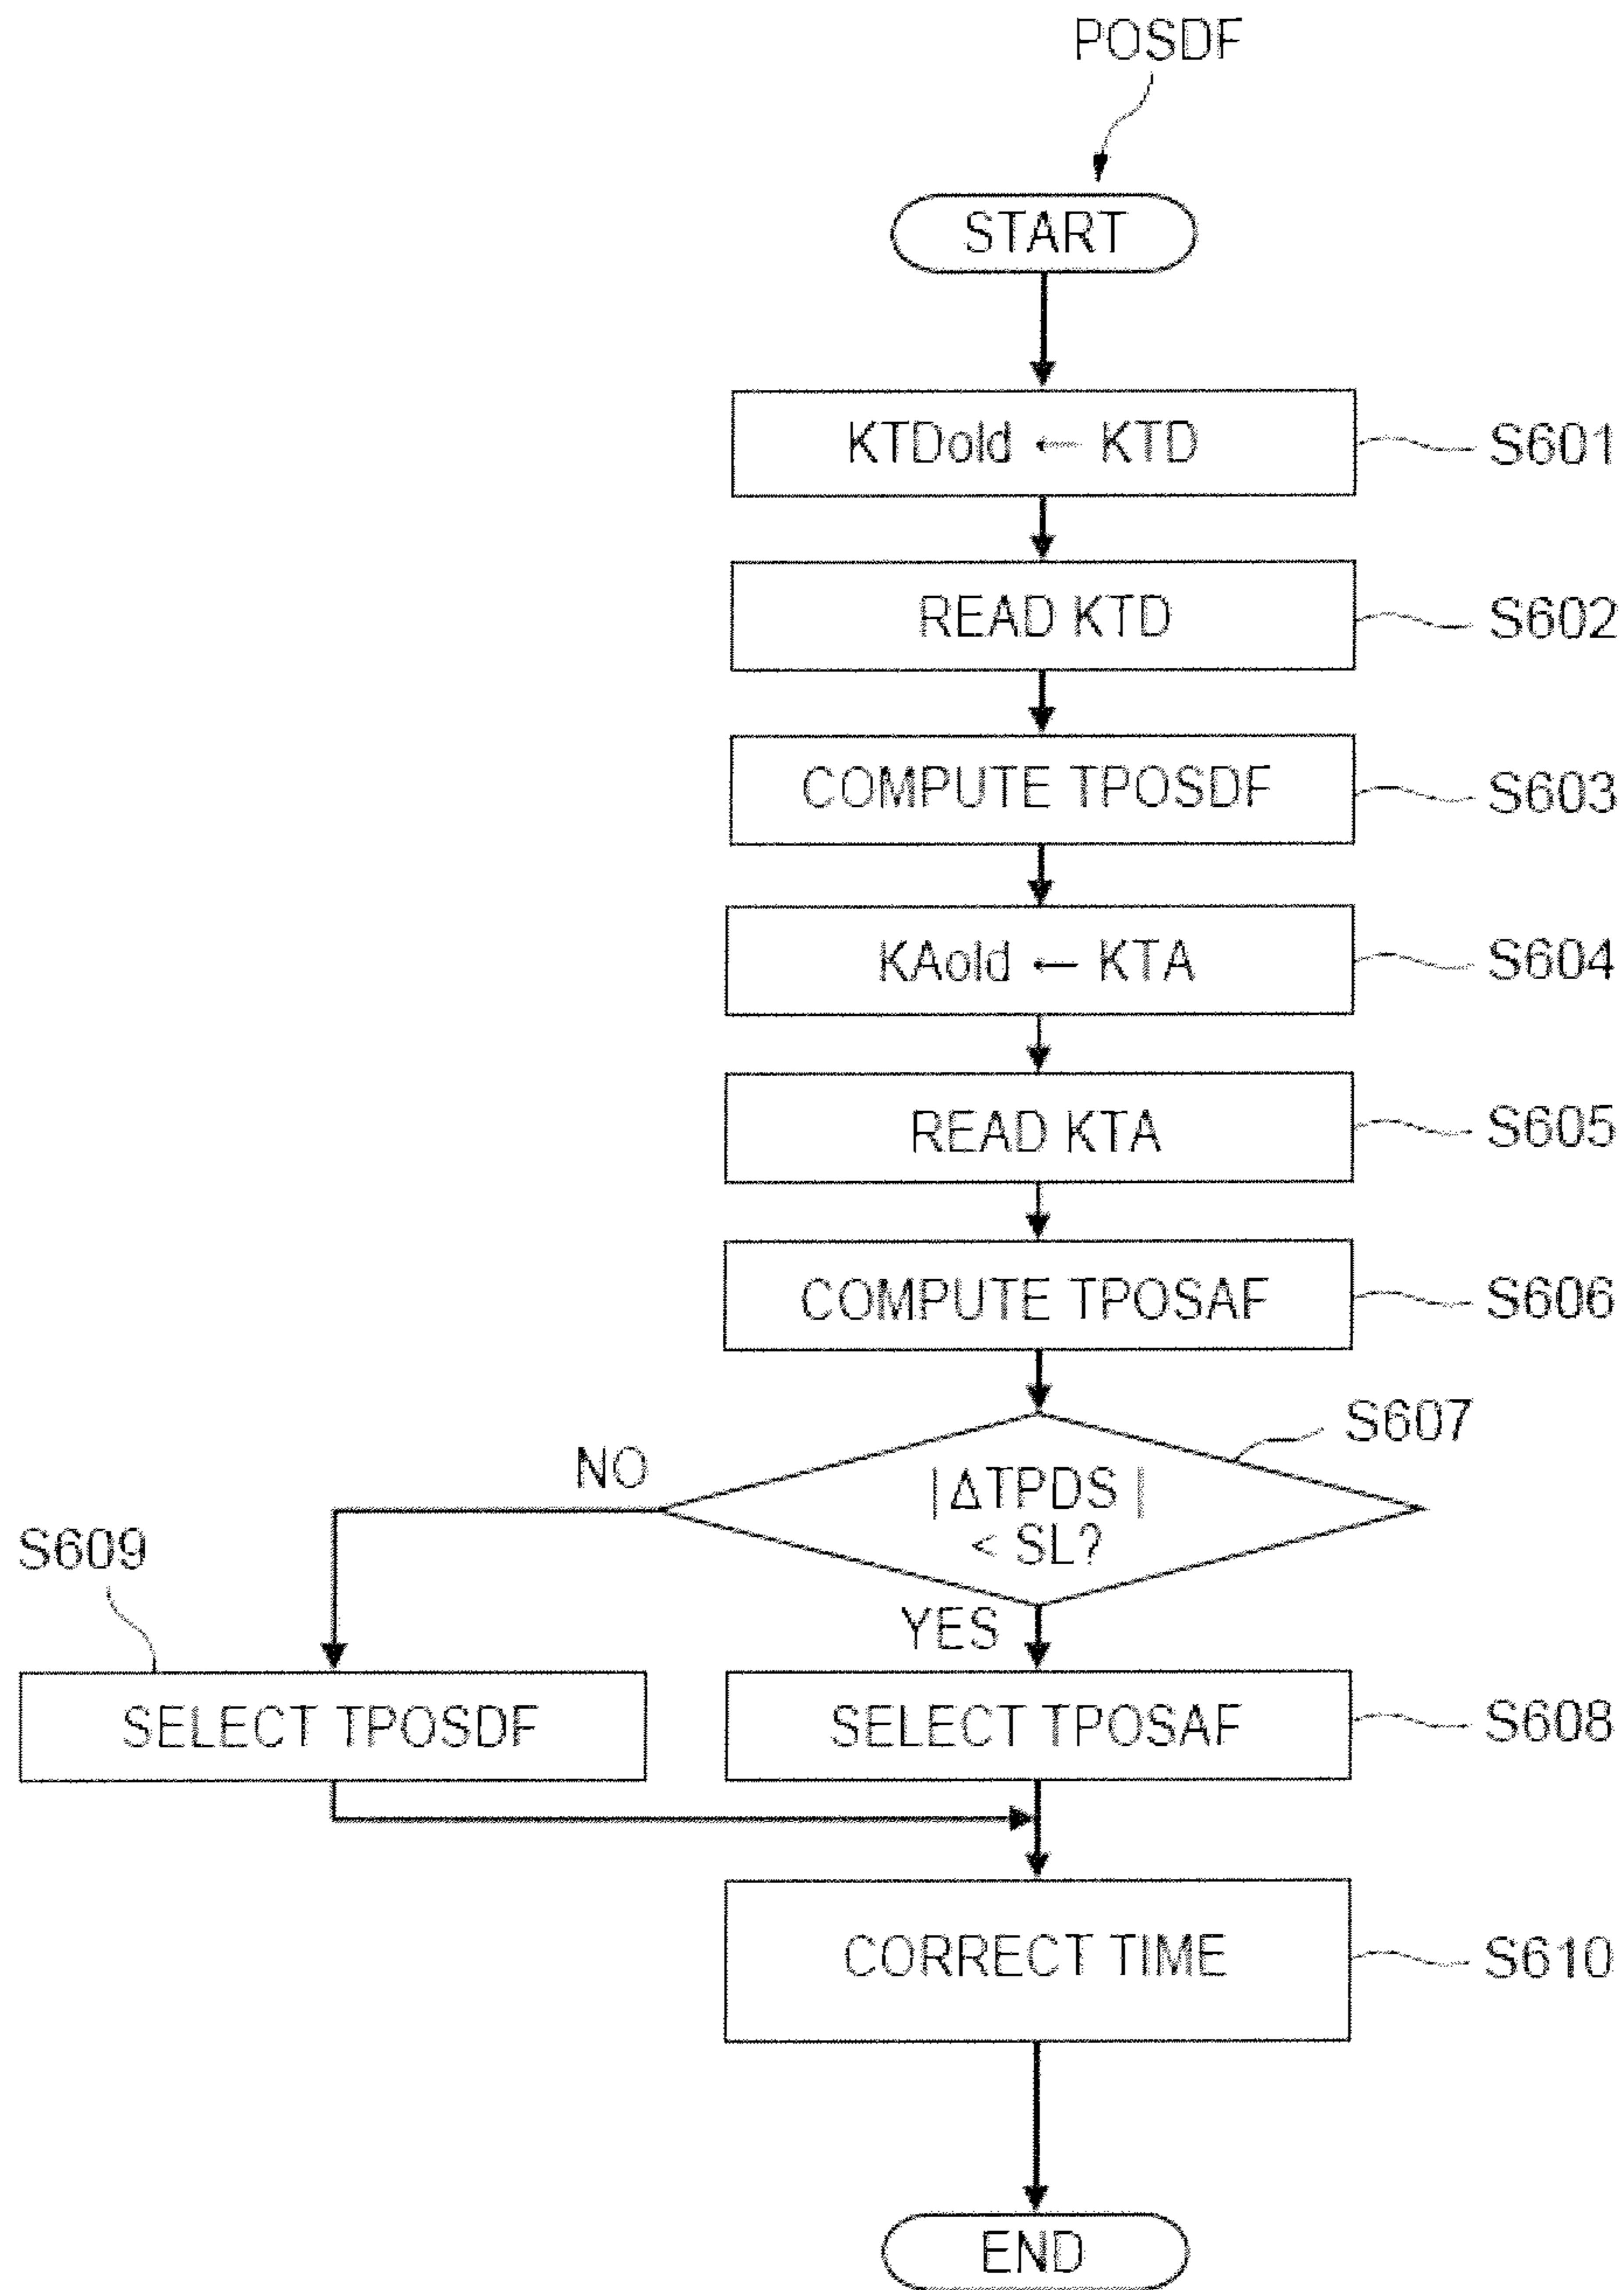 POSDF
START
KTDold ← KTD
S601
READ KTD
S602
COMPUTE TPOSDF
S603
KAold ← KTA
S604
READ KTA
S605
COMPUTE TPOSAF
S606
S607
|ΔTPDS|
< SL?
NO
YES
S609
SELECT TPOSDF
SELECT TPOSAF
S608
CORRECT TIME
S610
END